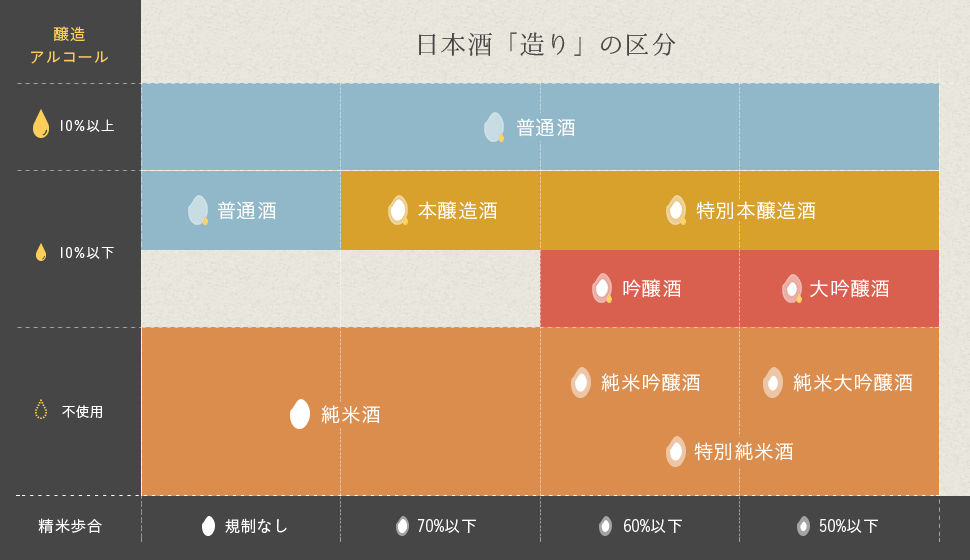 醸造
アルコール
日本酒「造り」の区分
10%以上
普通酒
10%以下
普通酒
本醸造酒
特別本醸造酒
吟醸酒
大吟醸酒
不使用
純米酒
純米吟醸酒
純米大吟醸酒
特別純米酒
精米歩合
規制なし
70%以下
60%以下
50%以下